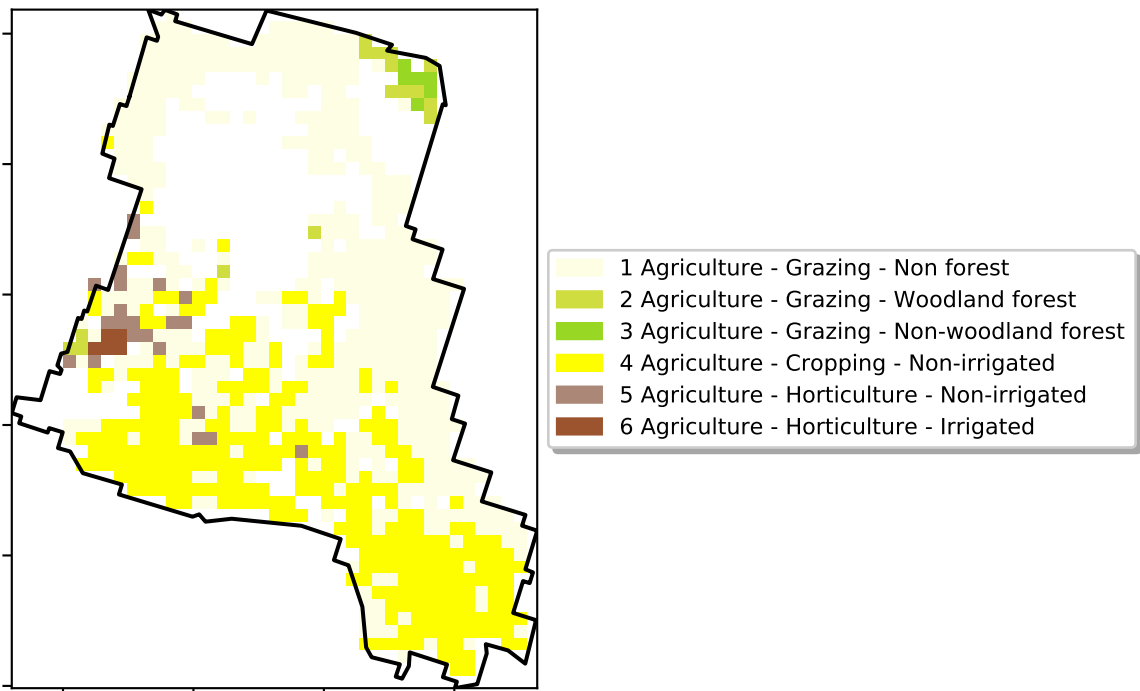 1 Agriculture - Grazing - Non forest
2 Agriculture - Grazing - Woodland forest
3 Agriculture - Grazing - Non-woodland forest
4 Agriculture - Cropping - Non-irrigated
5 Agriculture - Horticulture - Non-irrigated
6 Agriculture - Horticulture - Irrigated